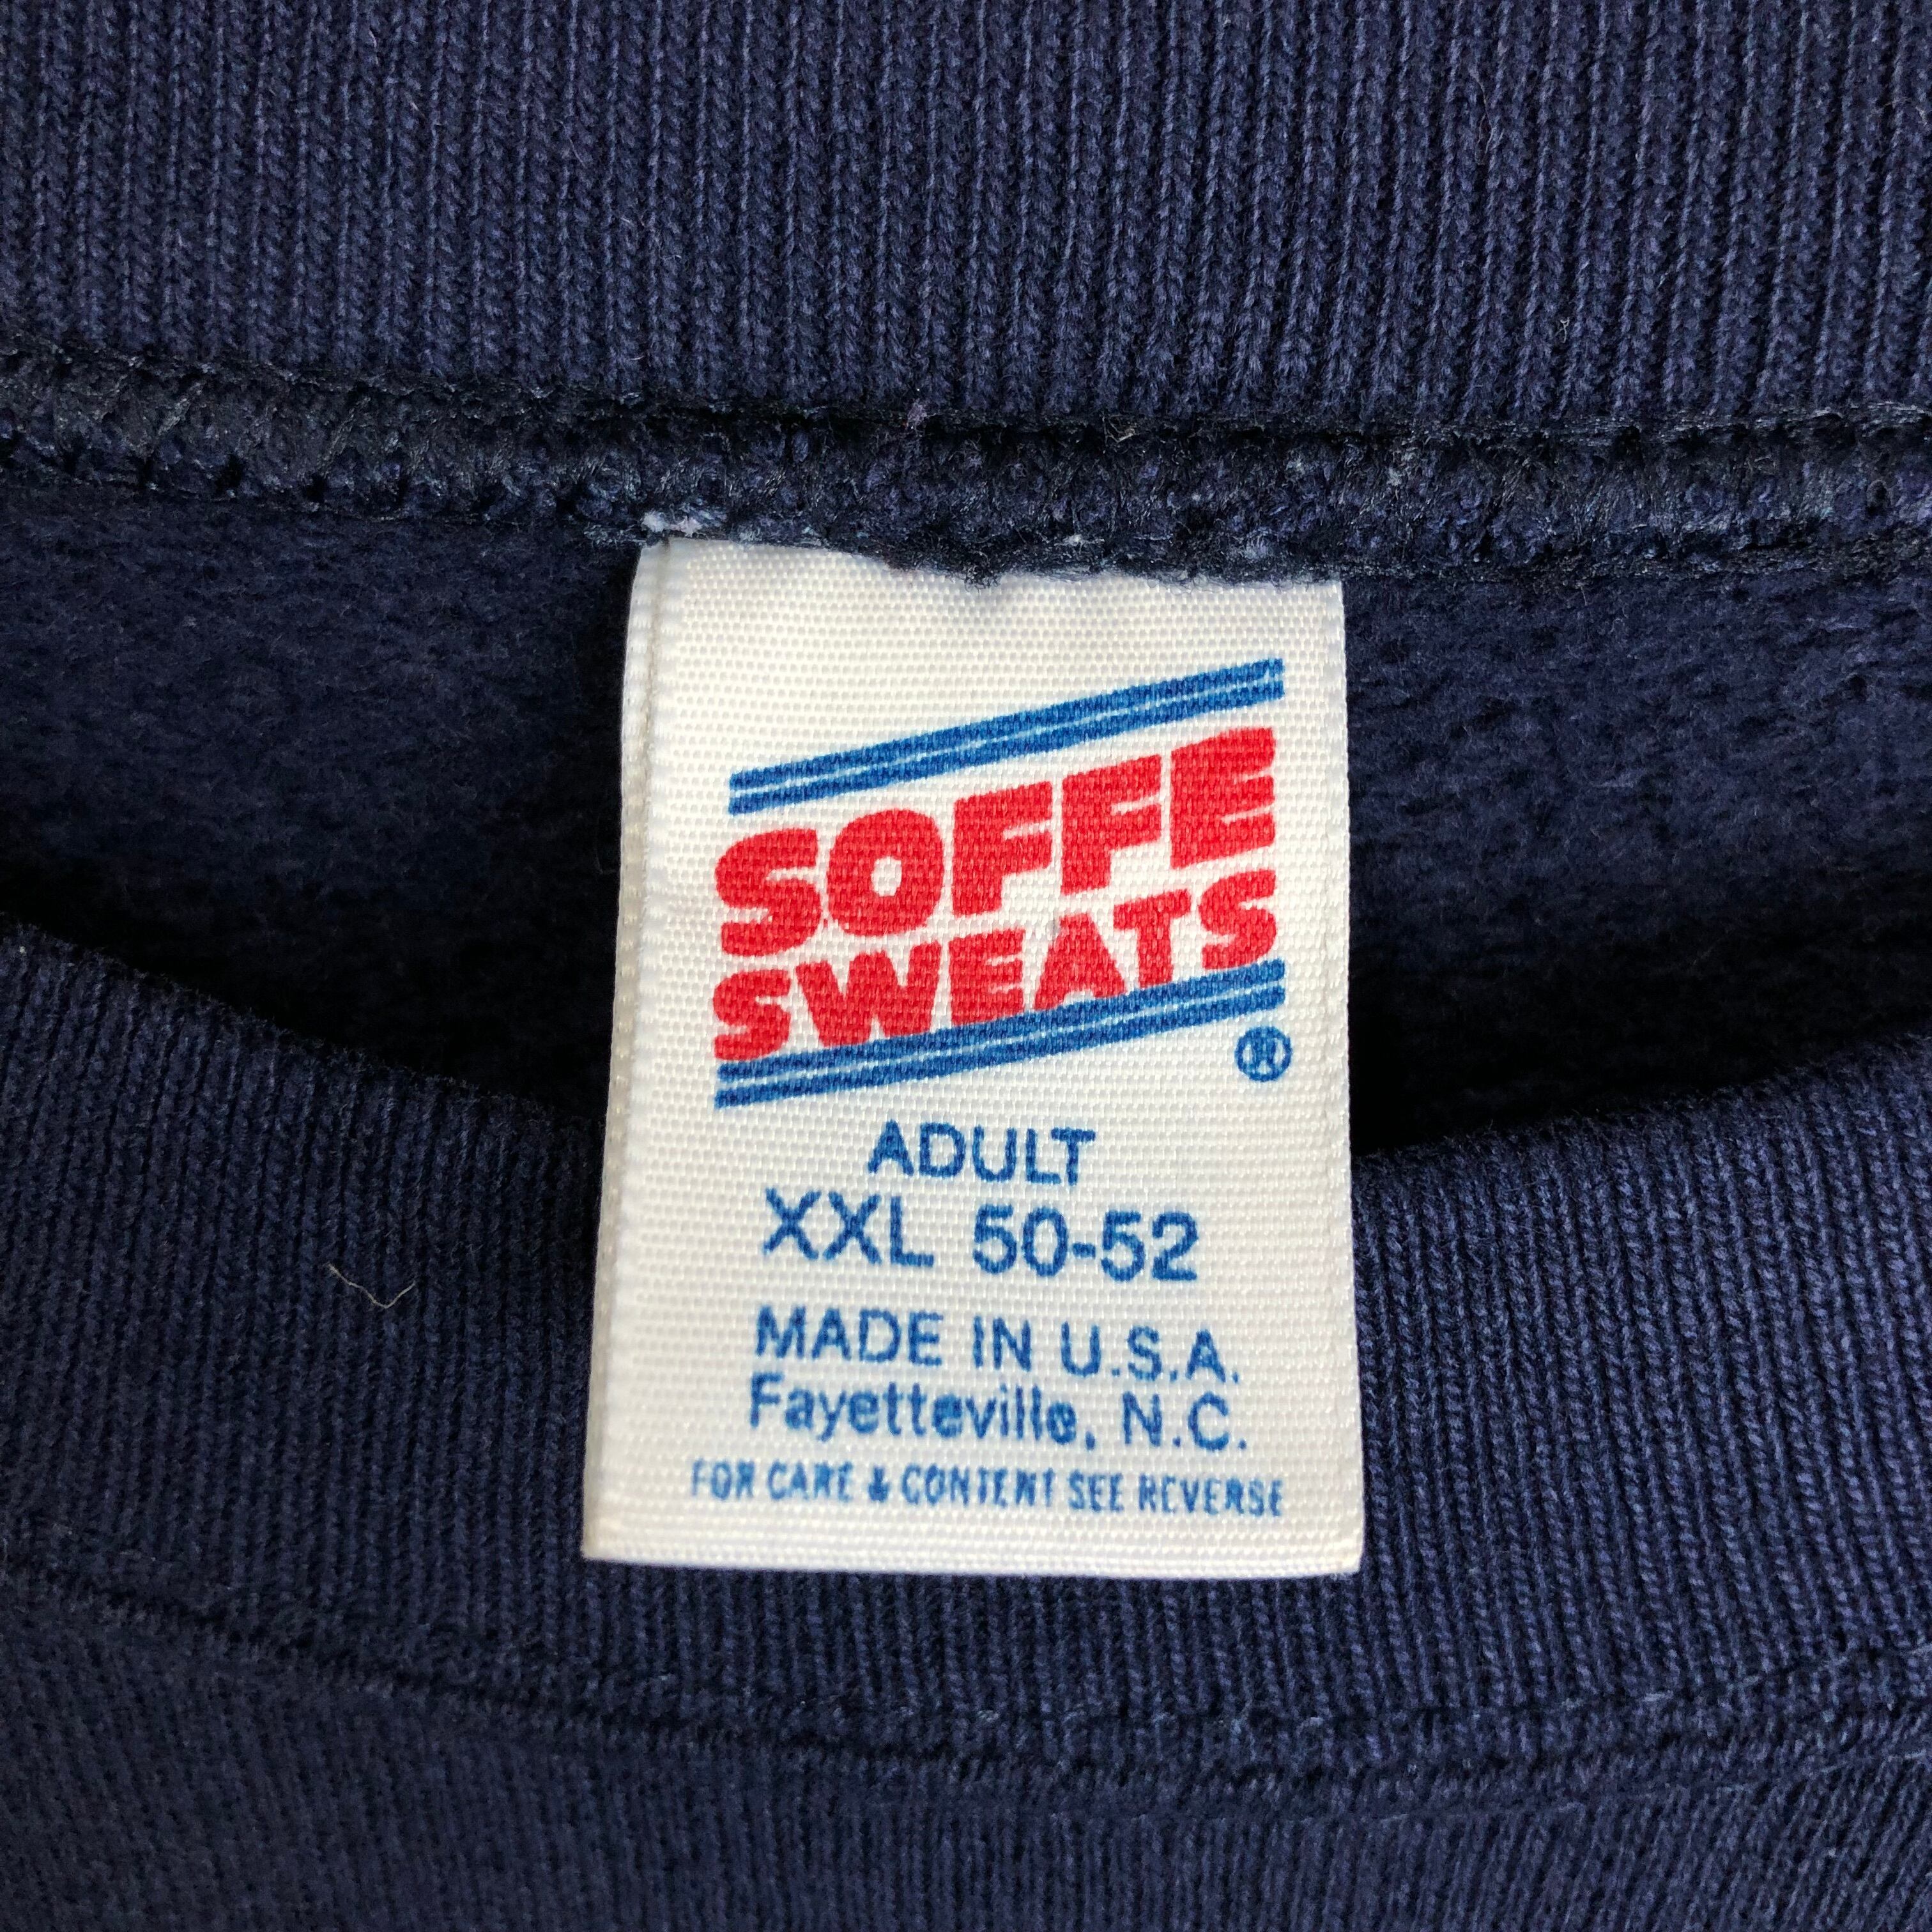 SOFFE
SWEATS
®
ADULT
XXL 50-52
MADE IN U.S.A.
Fayetteville, N.C.
FOR CARE & CONTENT SEE REVERSE